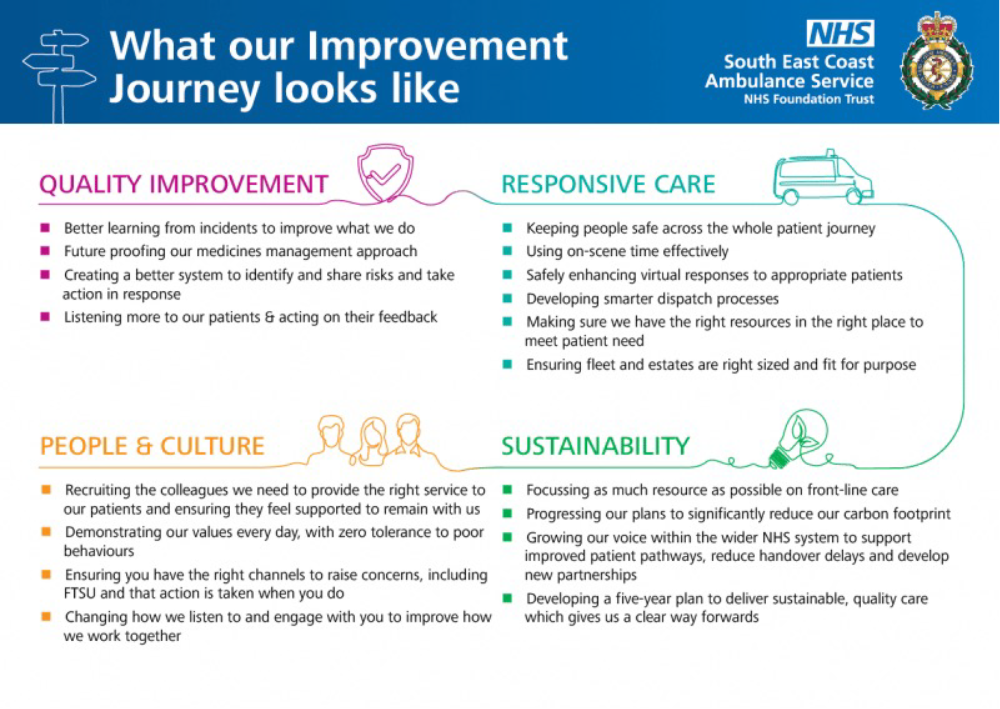 What our Improvement
Journey looks like
NHS
South East Coast
Ambulance Service
NHS Foundation Trust
QUALITY IMPROVEMENT
Better learning from incidents to improve what we do
Future proofing our medicines management approach
Creating a better system to identify and share risks and take
action in response
Listening more to our patients & acting on their feedback
RESPONSIVE CARE
Keeping people safe across the whole patient journey
Using on-scene time effectively
Safely enhancing virtual responses to appropriate patients
Developing smarter dispatch processes
Making sure we have the right resources in the right place to
meet patient need
Ensuring fleet and estates are right sized and fit for purpose
PEOPLE & CULTURE
Recruiting the colleagues we need to provide the right service to
our patients and ensuring they feel supported to remain with us
Demonstrating our values every day, with zero tolerance to poor
behaviours
Ensuring you have the right channels to raise concerns, including
FTSU and that action is taken when you do
Changing how we listen to and engage with you to improve how
we work together
SUSTAINABILITY
Focussing as much resource as possible on front-line care
Progressing our plans to significantly reduce our carbon footprint
Growing our voice within the wider NHS system to support
improved patient pathways, reduce handover delays and develop
new partnerships
Developing a five-year plan to deliver sustainable, quality care
which gives us a clear way forwards